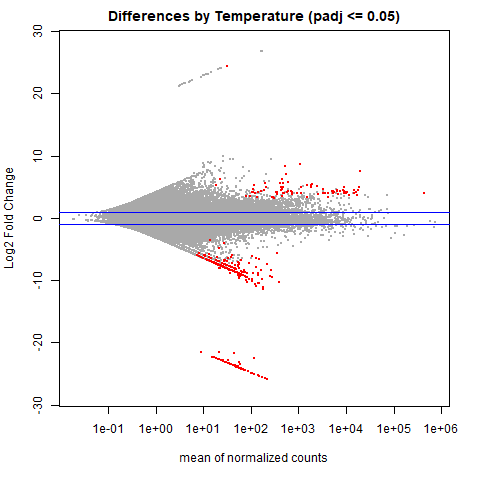 Differences by Temperature (padj <= 0.05)
30
20
10
0
-10
-20
-30
Log2 Fold Change
1e-01 1e+00 1e+01 1e+02 1e+03 1e+04 1e+05 1e+06
mean of normalized counts